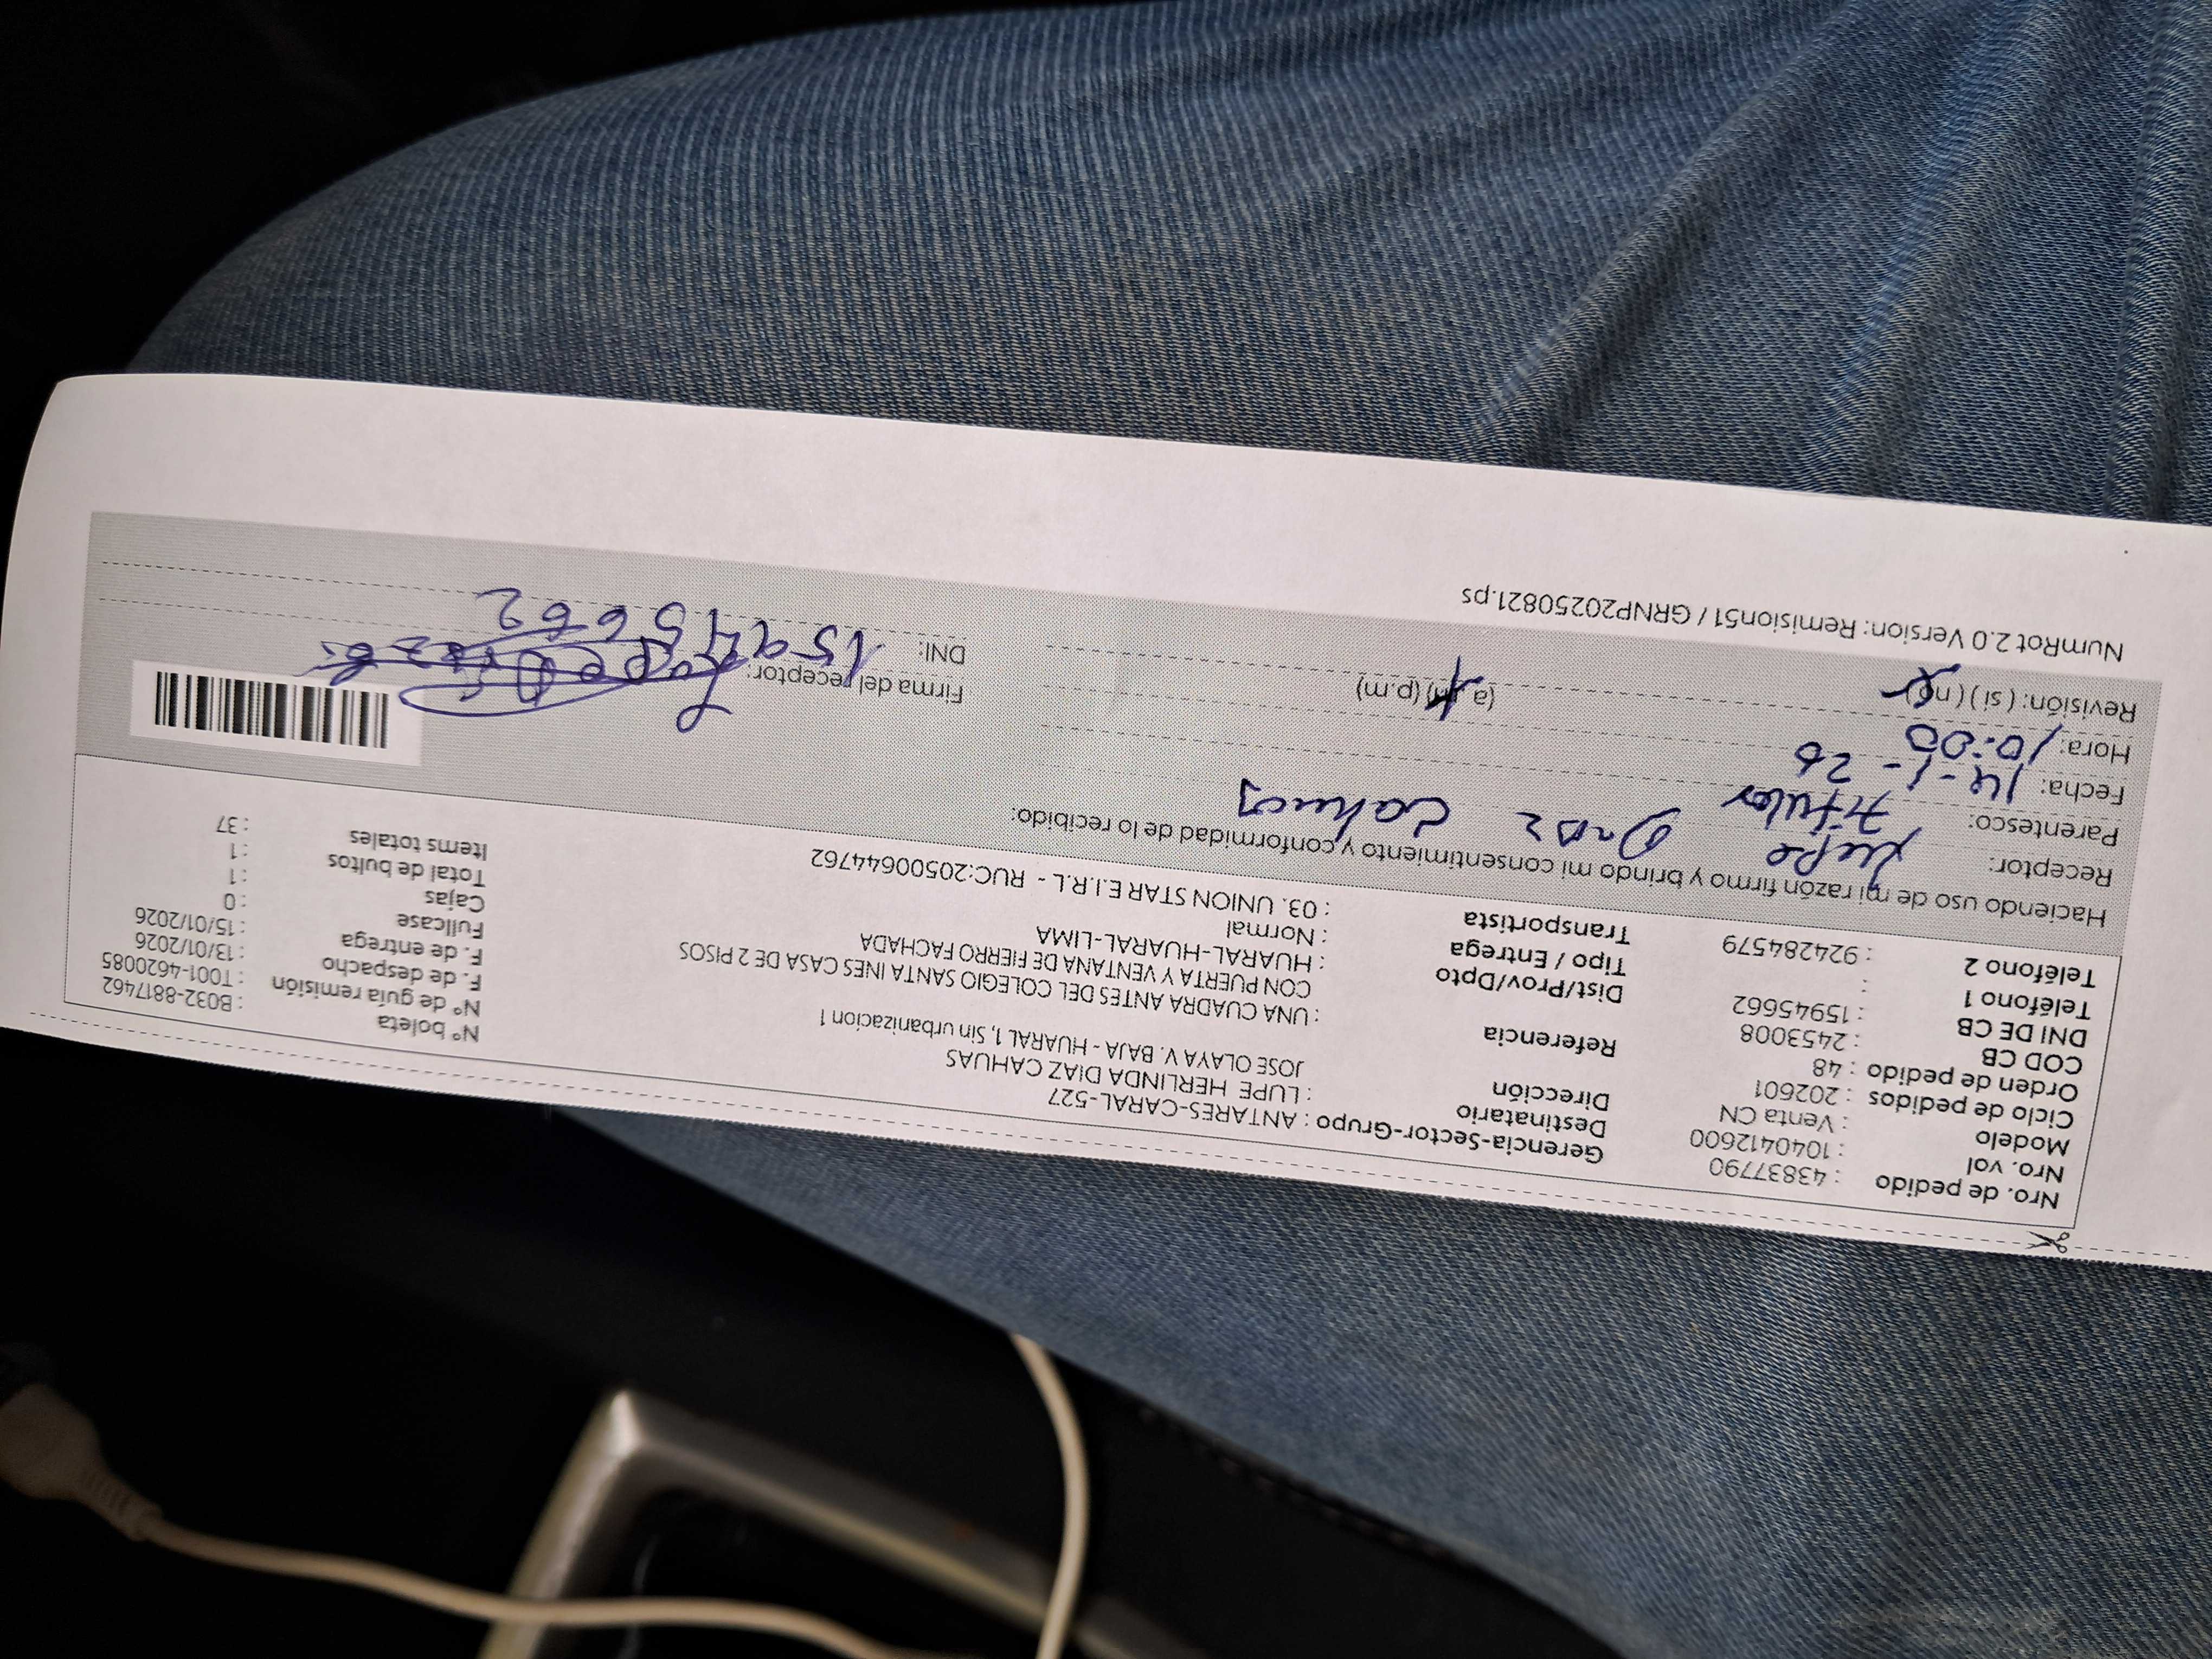 Nro. de pedido : 43837790
Nro. vol : 1040412600
Modelo : Venta CN
Ciclo de pedidos : 202601
Orden de pedido : 48
COD CB : 2453008
DNI DE CB : 15945662
Teléfono 1 :
Teléfono 2 : 924284579
Gerencia-Sector-Grupo : ANTARES-CARAL-527
Destinatario : LUPE HERLINDA DIAZ CAHUAS
Dirección JOSE OLAYA V. BAJA - HUARAL 1, Sin urbanizacion 1
Referencia : UNA CUADRA ANTES DEL COLEGIO SANTA INES CASA DE 2 PISOS
CON PUERTA Y VENTANA DE FIERRO FACHADA
Dist/Prov/Dpto : HUARAL-HUARAL-LIMA
Tipo / Entrega : Normal
Transportista : 03. UNION STAR E.I.R.L - RUC:20500644762
N° boleta : B032-8817462
N° de guía remisión : T001-4620085
F. de despacho : 13/01/2026
F. de entrega : 15/01/2026
Fullcase : 0
Cajas : 1
Total de bultos : 1
Items totales : 37
Haciendo uso de mi razón firmo y brindo mi consentimiento y conformidad de lo recibido:
Receptor: Lupe Diaz Cahuas
Parentesco: Titular
Fecha: 14-1-26
Hora: 10:00 (a.m) (p.m)
Revisión: (si) (no)
Firma del receptor:
DNI: 15945662
NumRot 2.0 Version: Remision51 / GRNP20250821.ps